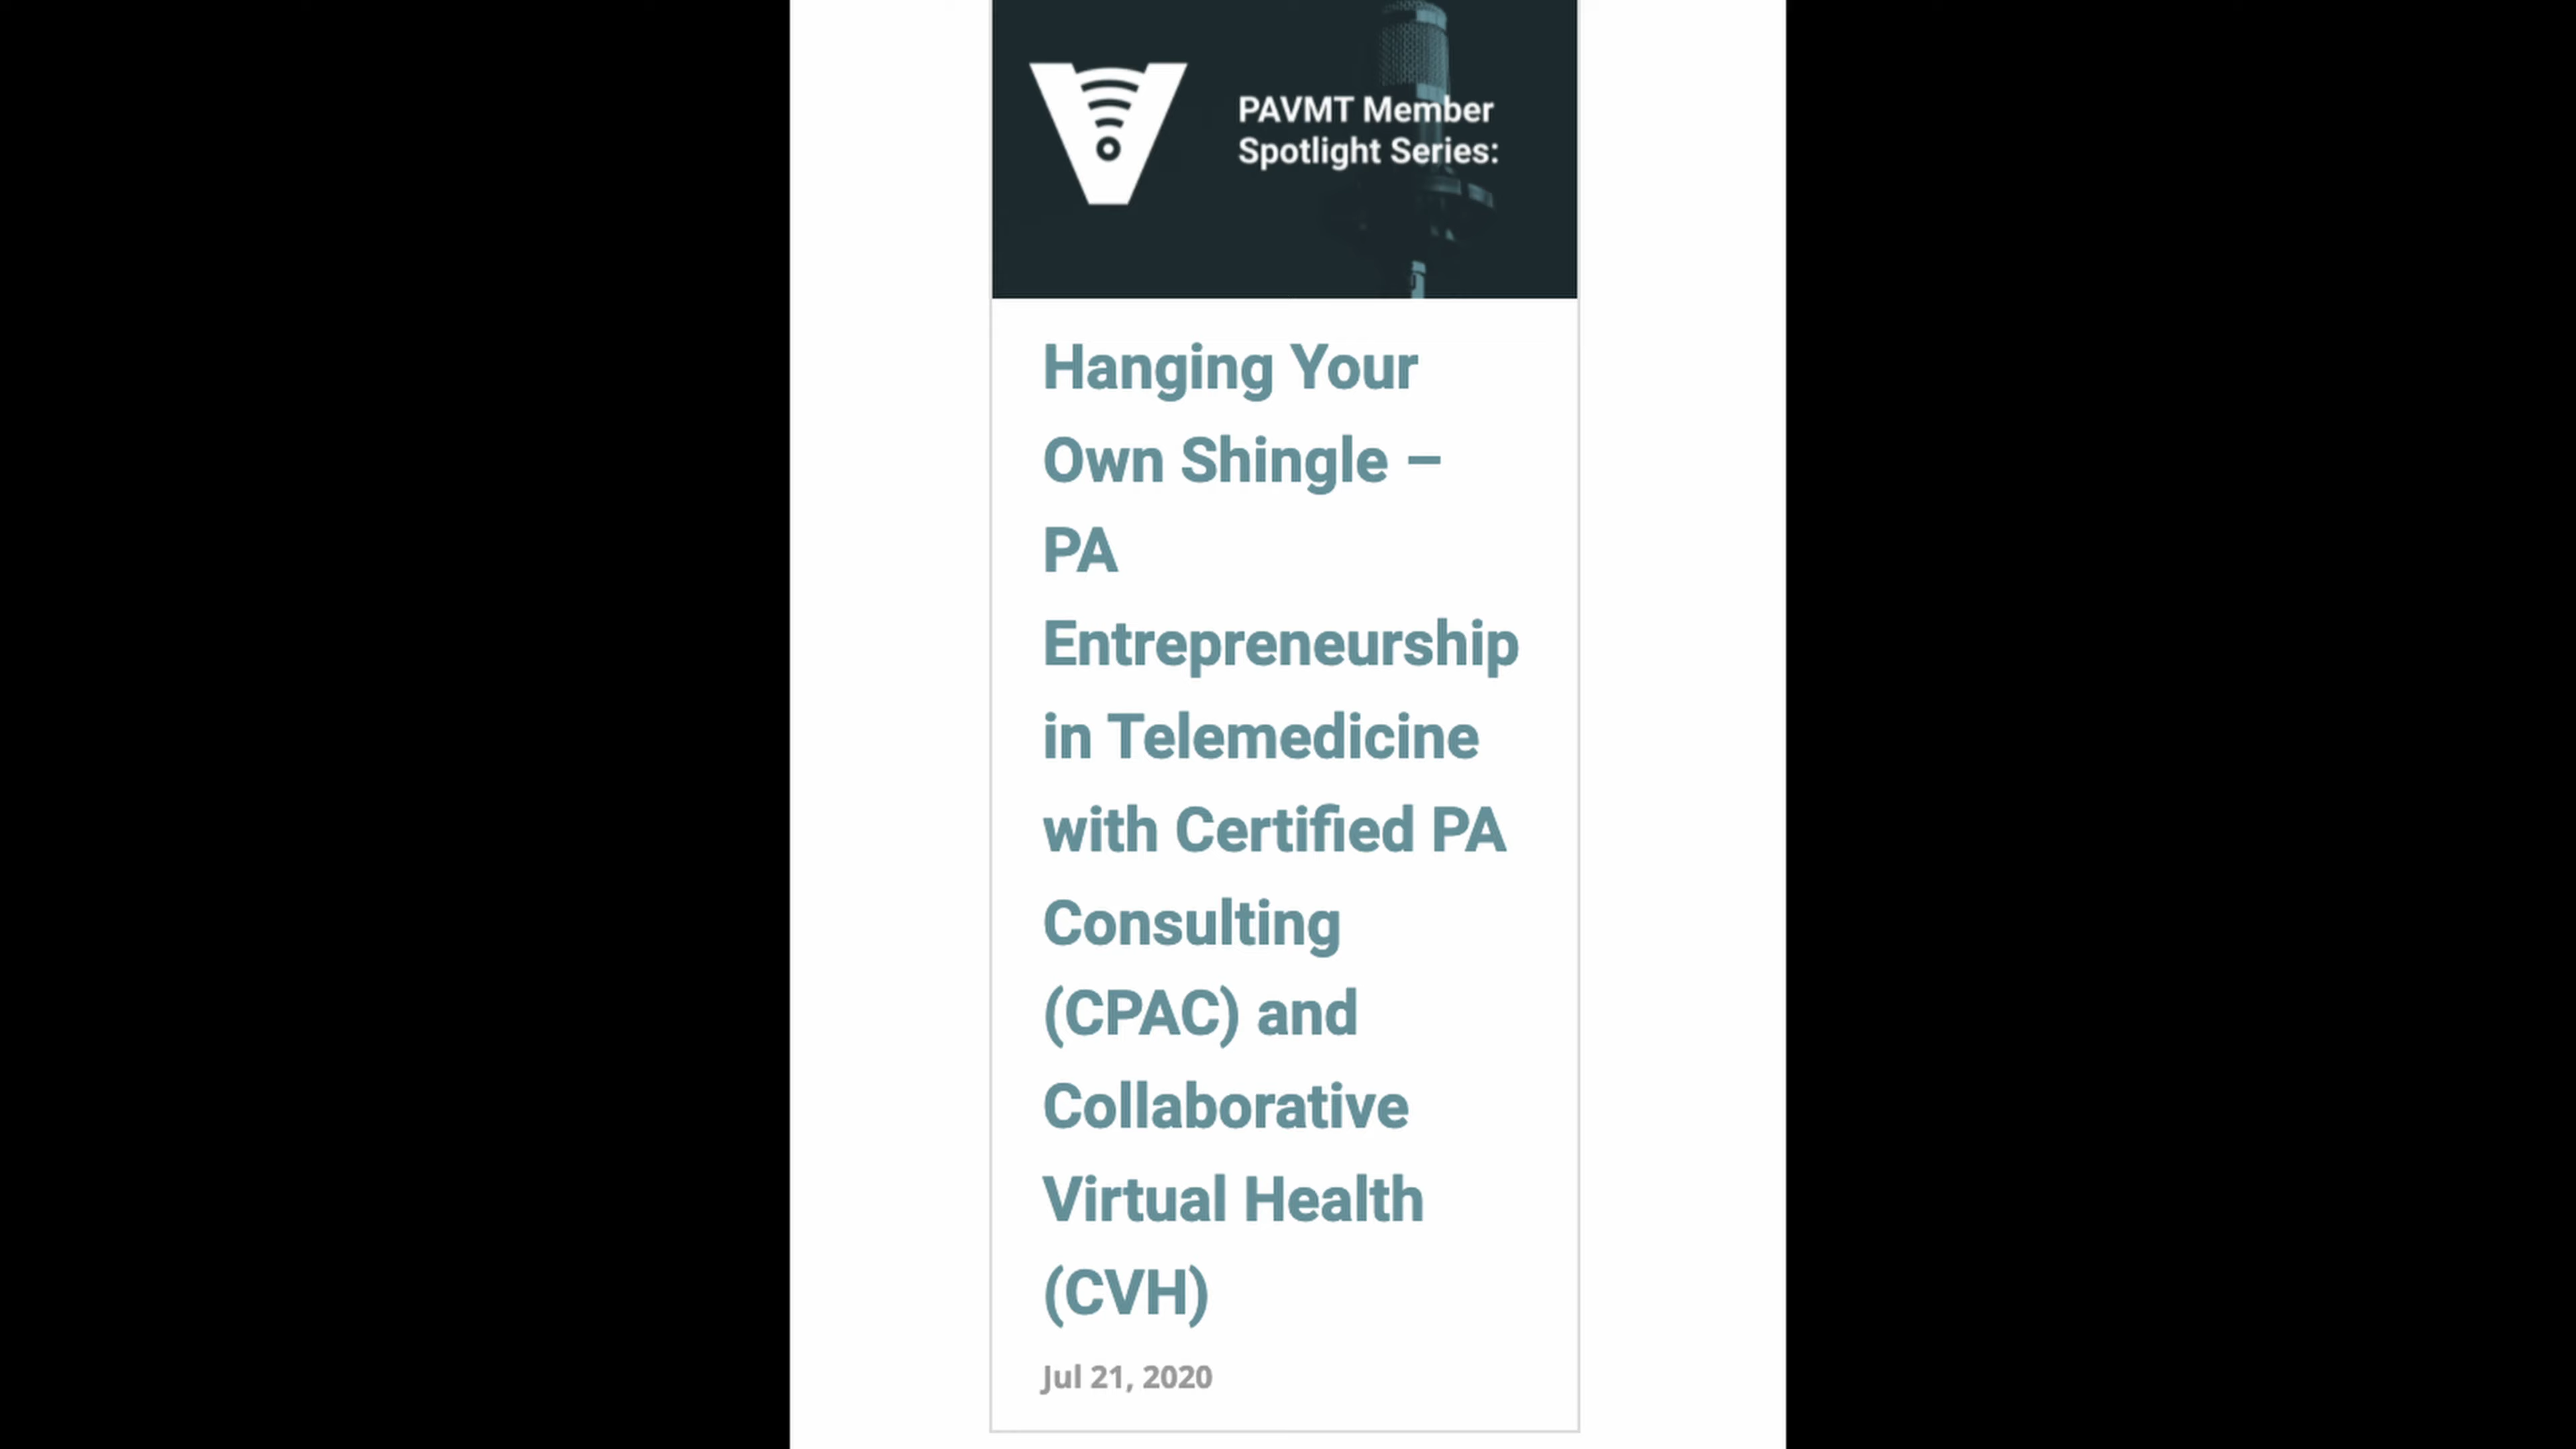 PAVMT Member
Spotlight Series:
Hanging Your
Own Shingle –
PA
Entrepreneurship
in Telemedicine
with Certified PA
Consulting
(CPAC) and
Collaborative
Virtual Health
(CVH)
Jul 21, 2020